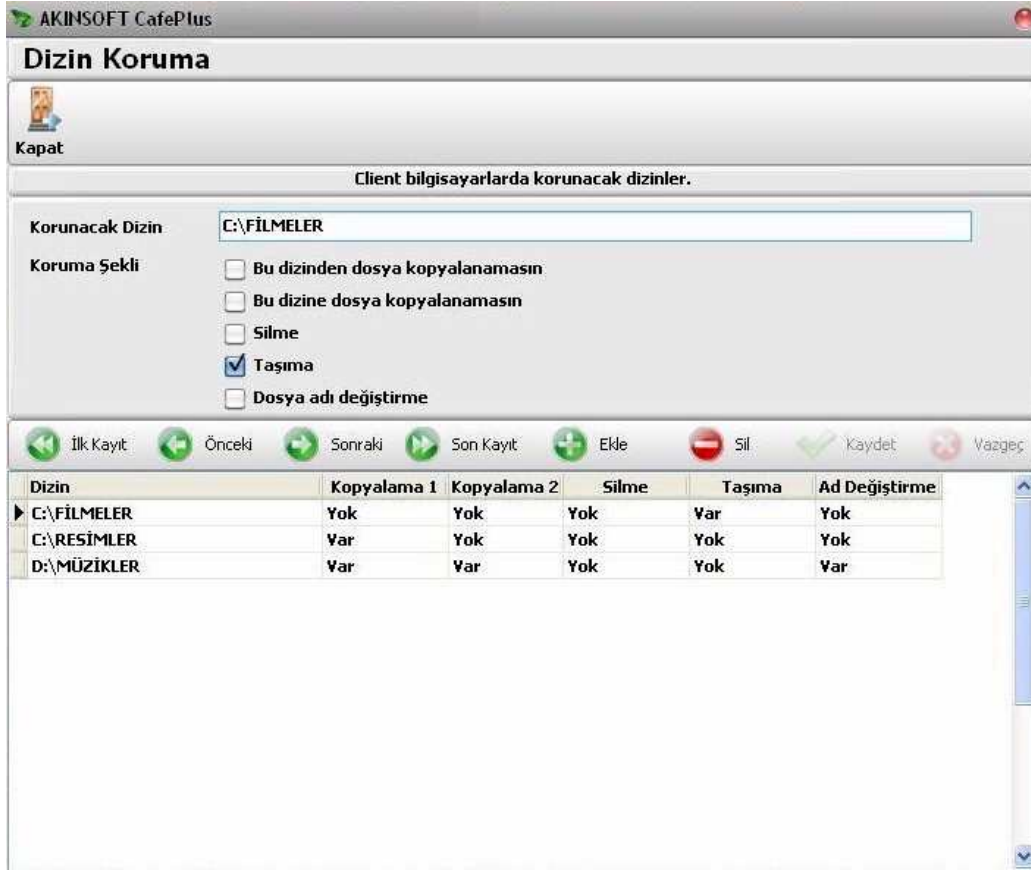 AKINSOFT CafePlus
Dizin Koruma
Kapat
Client bilgisayarlarda korunacak dizinler.
Korunacak Dizin C:\FİLMELER
Koruma Şekli Bu dizinden dosya kopyalanamasın
Bu dizine dosya kopyalanamasın
Silme
Taşıma
Dosya adı değiştirme
İlk Kayıt Önceki Sonraki Son Kayıt Ekle Sil Kaydet Vazgeç
Dizin Kopyalama 1 Kopyalama 2 Silme Taşıma Ad Değiştirme
C:\FİLMELER Yok Yok Yok Var Yok
C:\RESİMLER Var Yok Yok Yok Yok
D:\MÜZİKLER Var Var Yok Yok Var